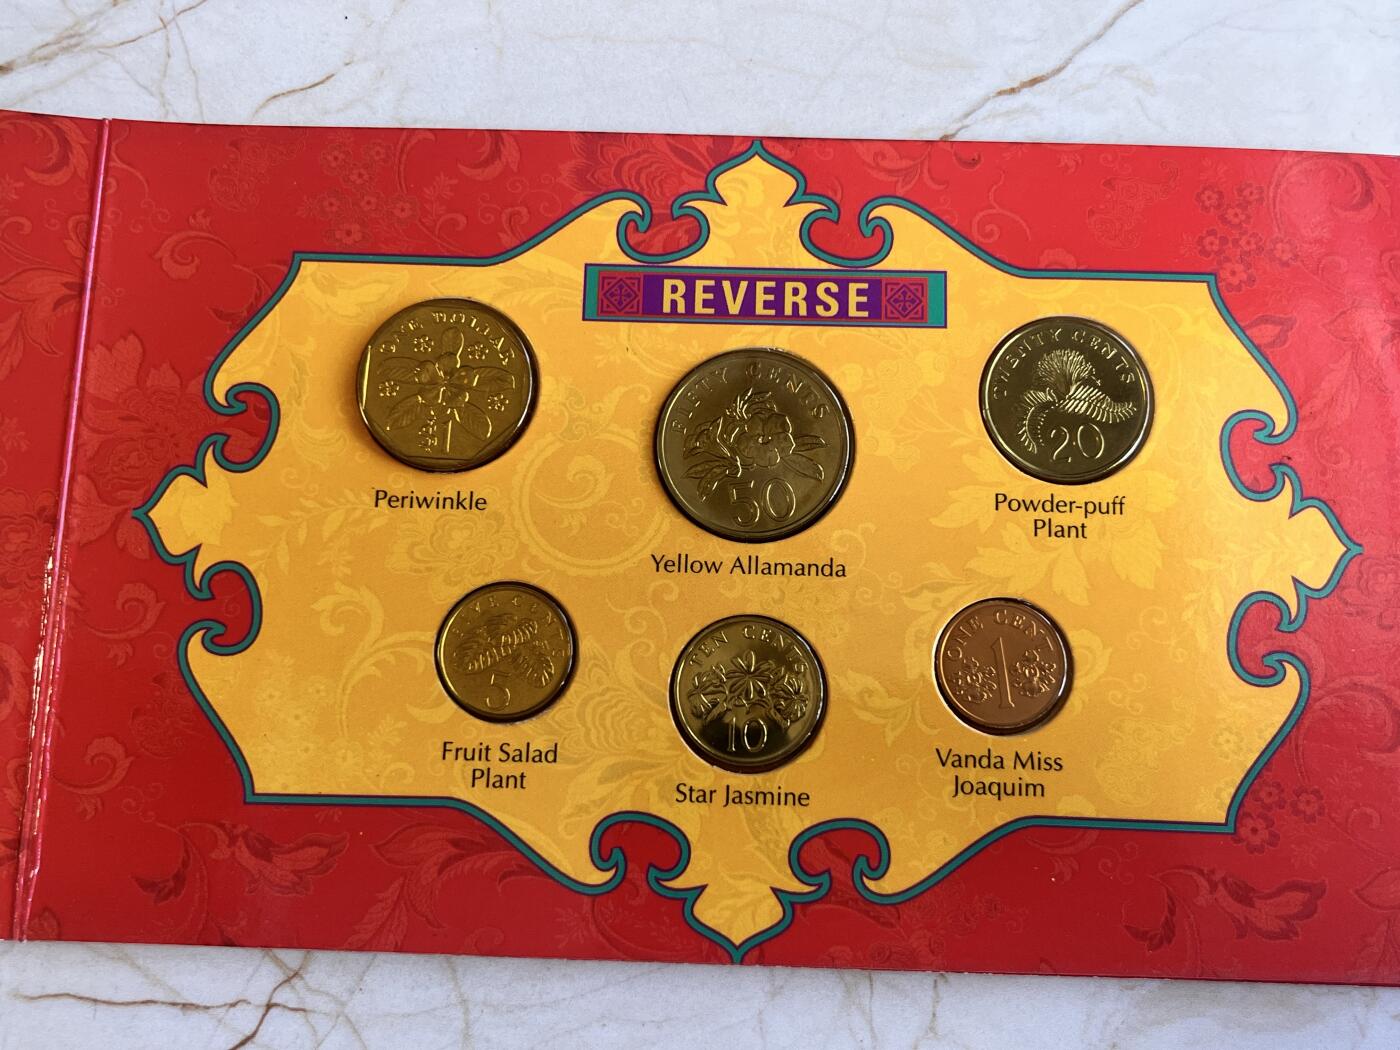 REVERSE
ONE DOLLAR
1
Periwinkle
FIFTY CENTS
50
Yellow Allamanda
TWENTY CENTS
20
Powder-puff
Plant
FIVE CENTS
5
Fruit Salad
Plant
TEN CENTS
10
Star Jasmine
ONE CENT
1
Vanda Miss
Joaquim